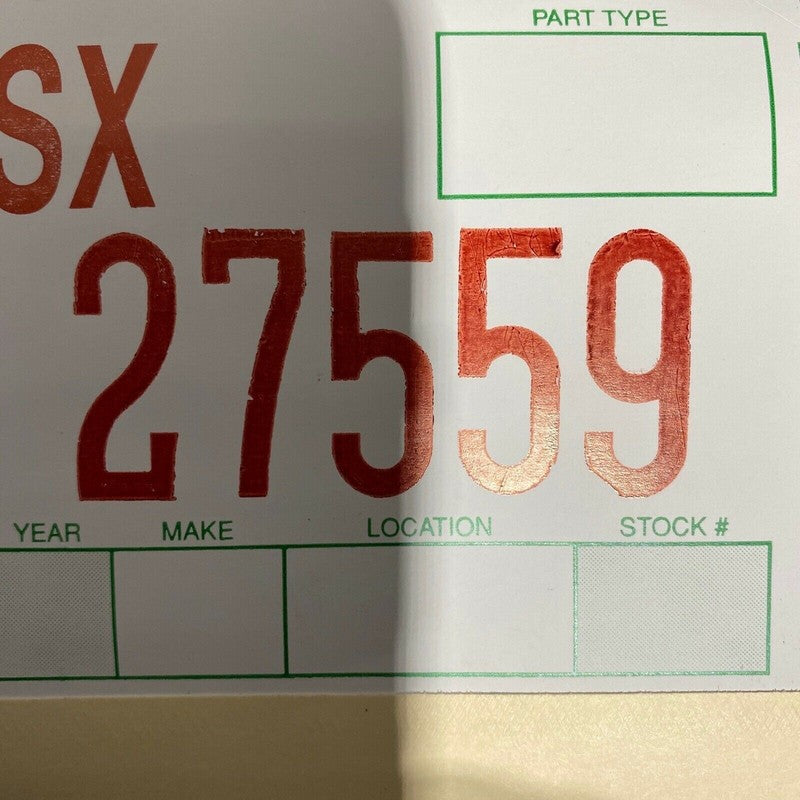 PART TYPE
SX
27559
YEAR MAKE LOCATION STOCK #